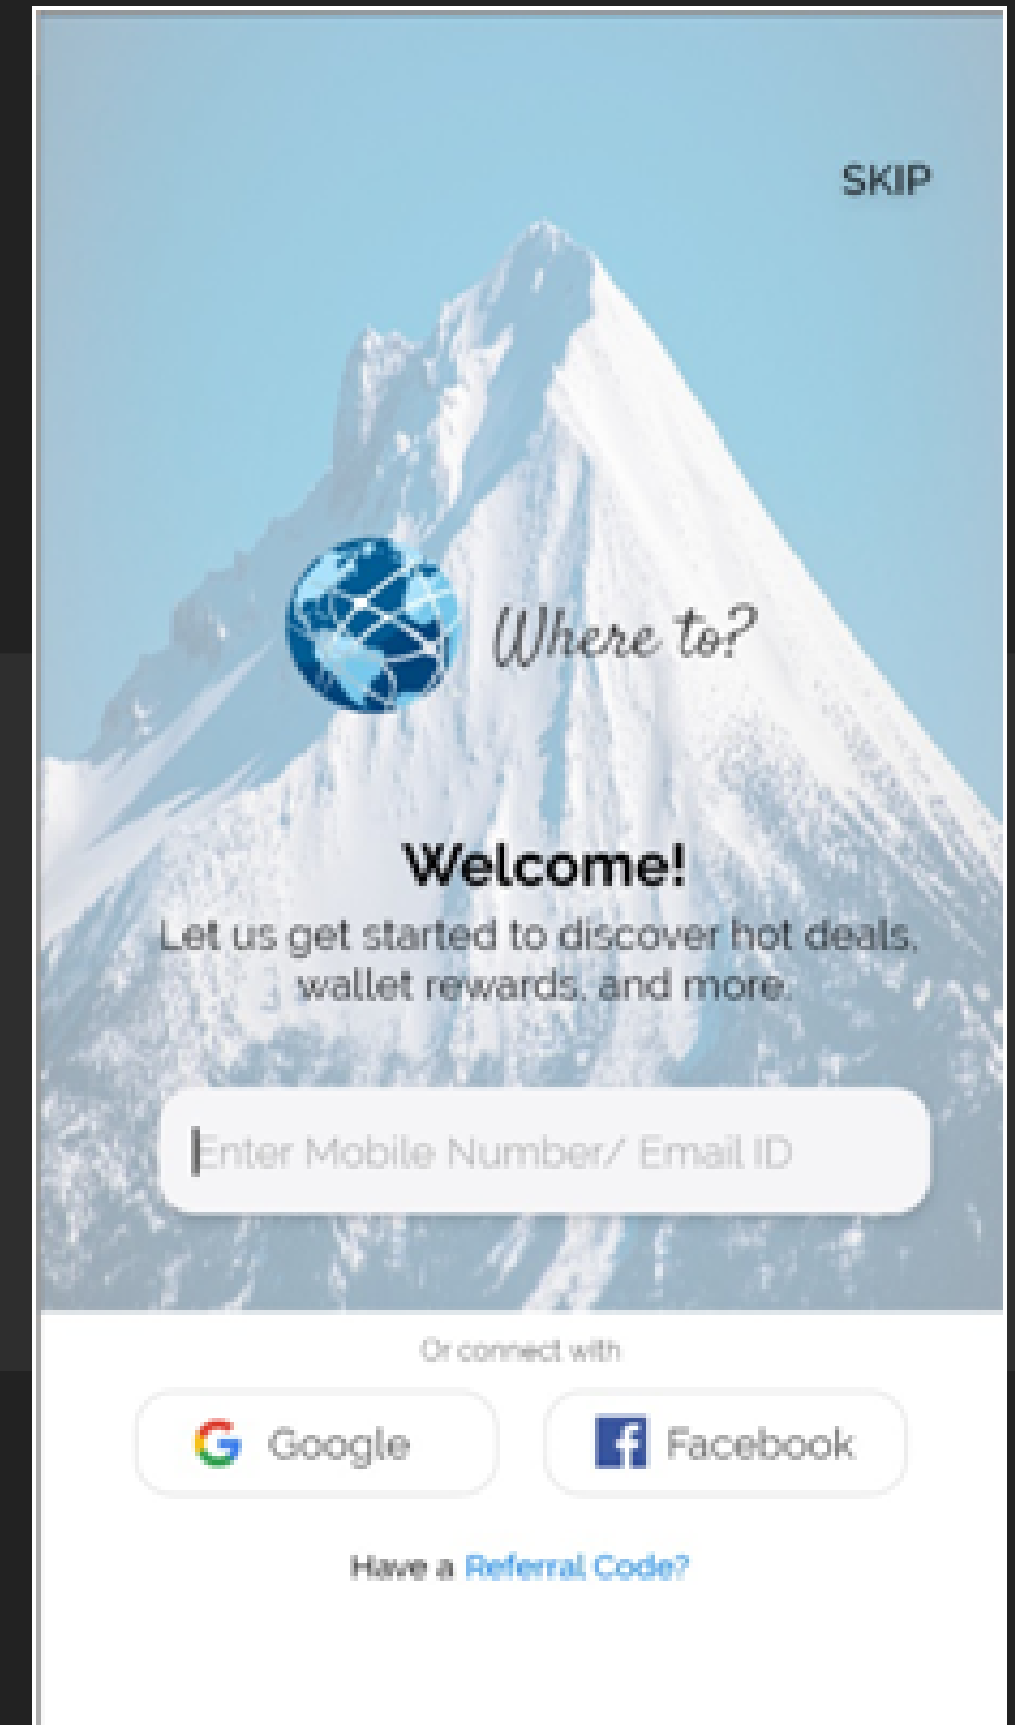 SKIP
Where to?
Welcome!
Let us get started to discover hot deals,
wallet rewards, and more.
Enter Mobile Number/ Email ID
Or connect with
Google
Facebook
Have a Referral Code?